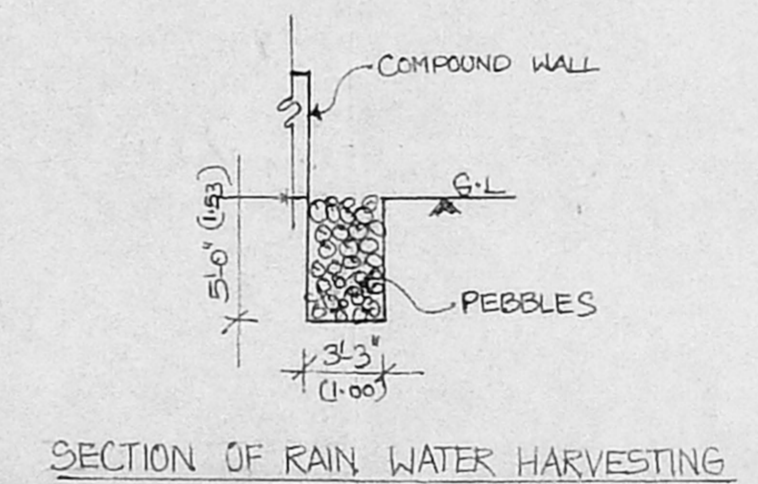 COMPOUND WALL
G.L
5'-0" (1.53)
PEBBLES
3'-3"
(1.00)
SECTION OF RAIN WATER HARVESTING